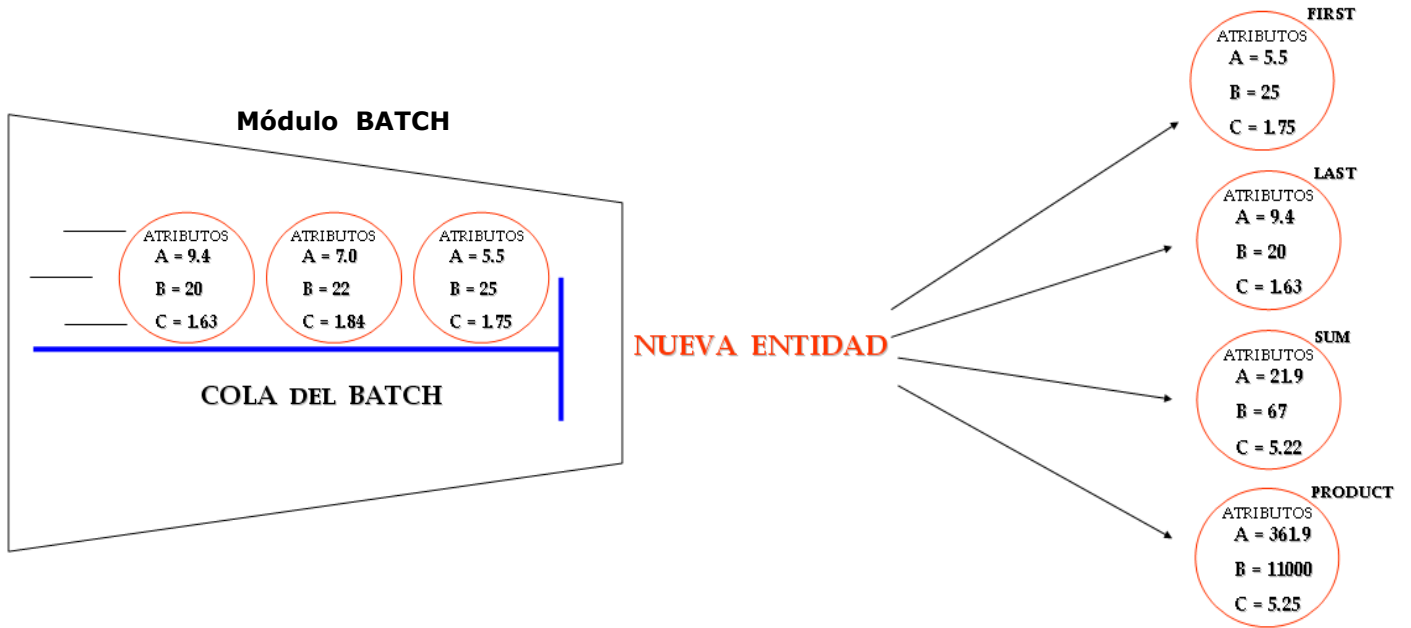 Módulo BATCH
ATRIBUTOS
A = 9.4
B = 20
C = 1.63
ATRIBUTOS
A = 7.0
B = 22
C = 1.84
ATRIBUTOS
A = 5.5
B = 25
C = 1.75
COLA DEL BATCH
NUEVA ENTIDAD
FIRST
ATRIBUTOS
A = 5.5
B = 25
C = 1.75
LAST
ATRIBUTOS
A = 9.4
B = 20
C = 1.63
SUM
ATRIBUTOS
A = 21.9
B = 67
C = 5.22
PRODUCT
ATRIBUTOS
A = 361.9
B = 11000
C = 5.25